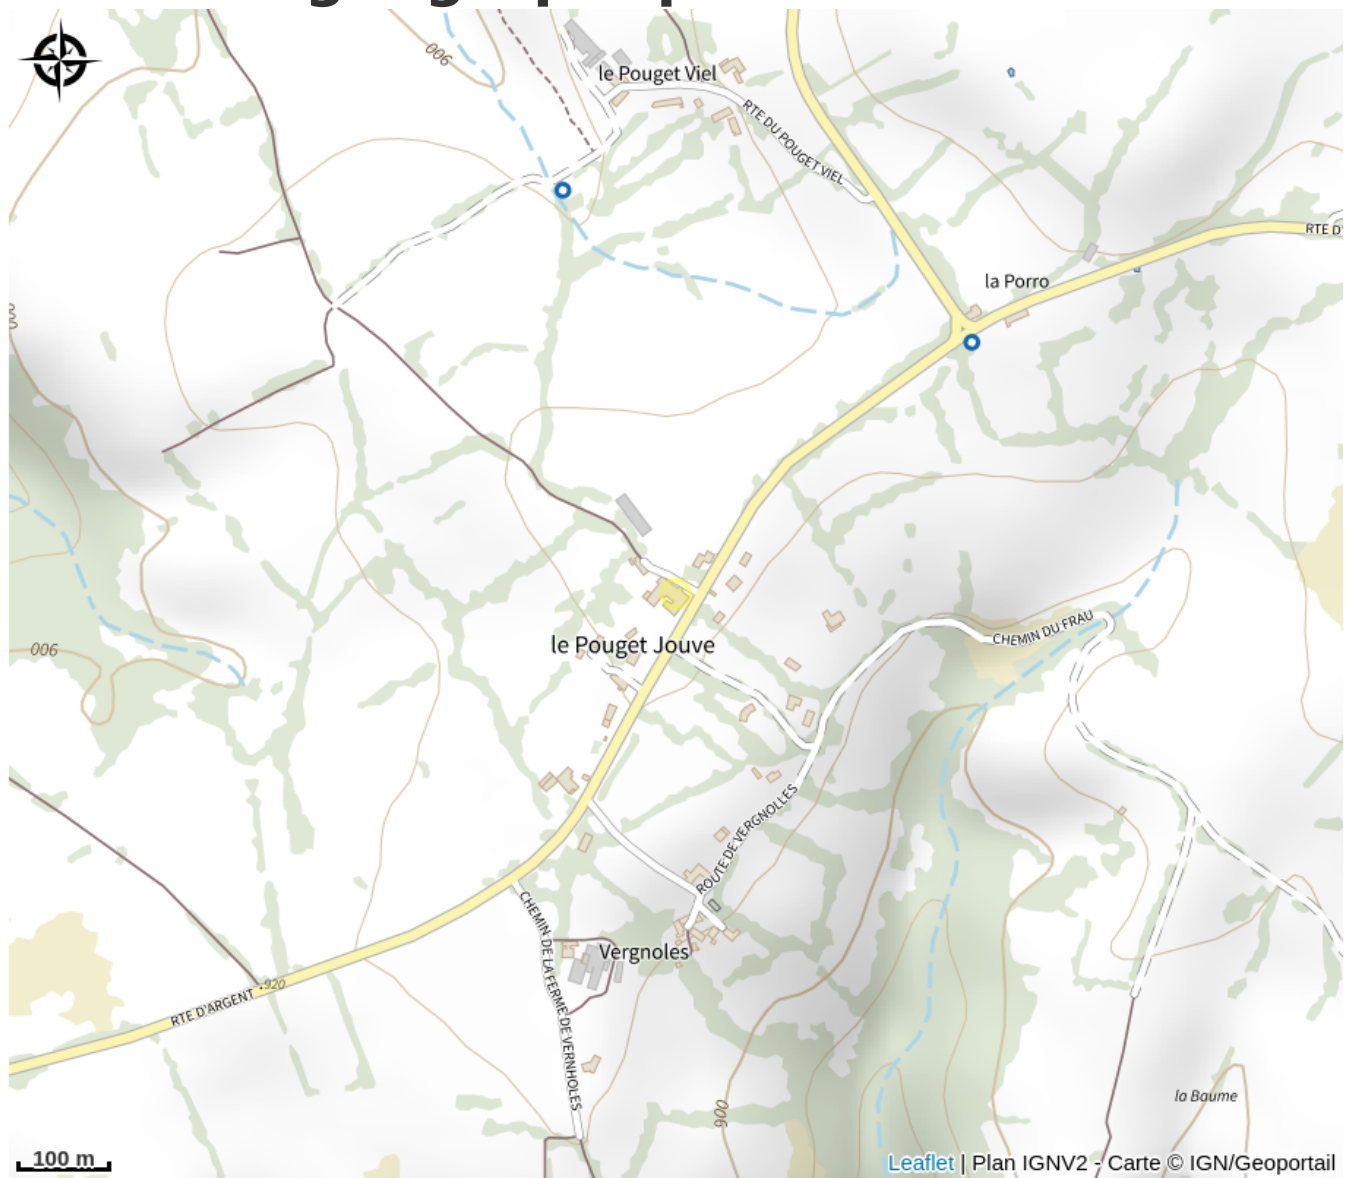 900
le Pouget Viel
RTE DU POUGET VIEL
RTE D'
la Porro
le Pouget Jouve
CHEMIN DU FRAU
900
ROUTE DE VERGNOLLES
CHEMIN DE LA FERME DE VERNHOLES
Vergnoles
920
RTE D'ARGENT
900
la Baume
100 m
Leaflet | Plan IGNV2 - Carte © IGN/Geoportail